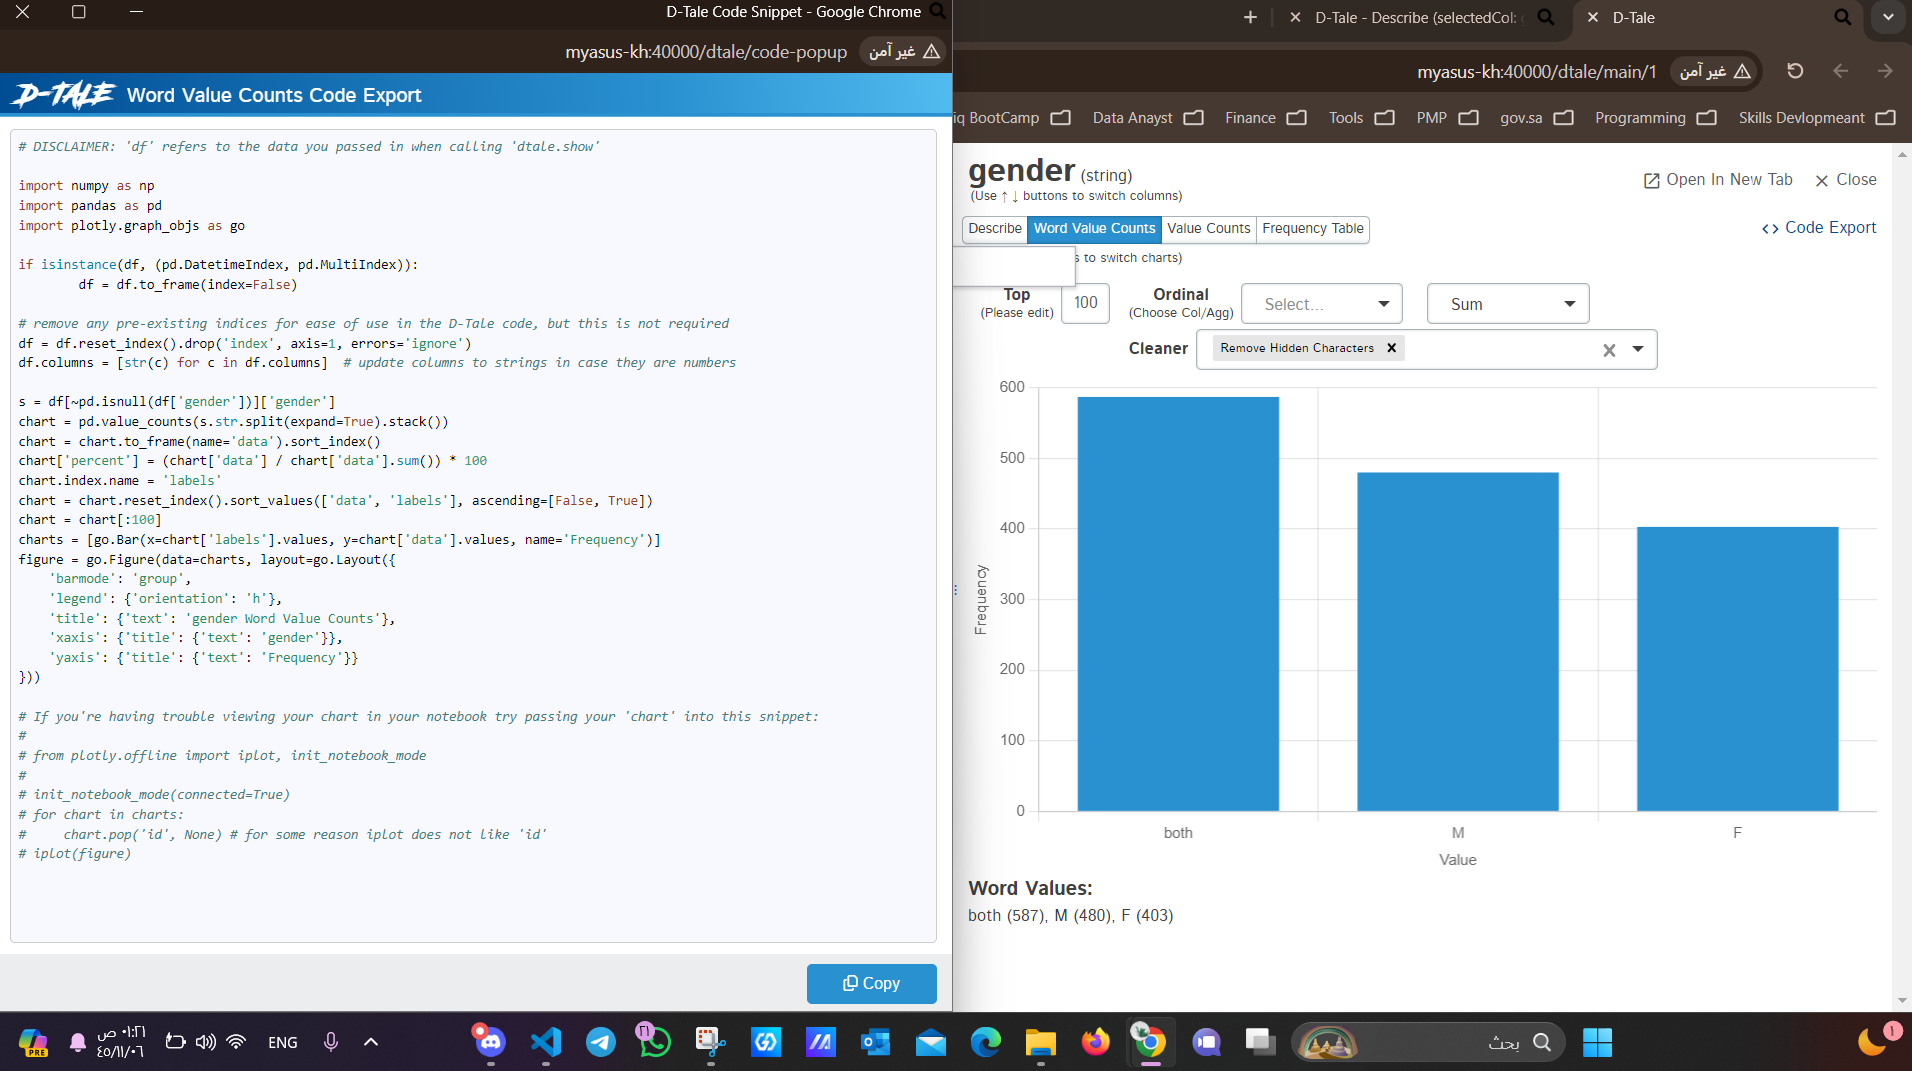 D-Tale Code Snippet - Google Chrome
myasus-kh:40000/dtale/code-popup غير آمن
D-TALE Word Value Counts Code Export
# DISCLAIMER: 'df' refers to the data you passed in when calling 'dtale.show'
import numpy as np
import pandas as pd
import plotly.graph_objs as go
if isinstance(df, (pd.DatetimeIndex, pd.MultiIndex)):
df = df.to_frame(index=False)
# remove any pre-existing indices for ease of use in the D-Tale code, but this is not required
df = df.reset_index().drop('index', axis=1, errors='ignore')
df.columns = [str(c) for c in df.columns]  # update columns to strings in case they are numbers
s = df[~pd.isnull(df['gender'])]['gender']
chart = pd.value_counts(s.str.split(expand=True).stack())
chart = chart.to_frame(name='data').sort_index()
chart['percent'] = (chart['data'] / chart['data'].sum()) * 100
chart.index.name = 'labels'
chart = chart.reset_index().sort_values(['data', 'labels'], ascending=[False, True])
chart = chart[:100]
charts = [go.Bar(x=chart['labels'].values, y=chart['data'].values, name='Frequency')]
figure = go.Figure(data=charts, layout=go.Layout({
'barmode': 'group',
'legend': {'orientation': 'h'},
'title': {'text': 'gender Word Value Counts'},
'xaxis': {'title': {'text': 'gender'}},
'yaxis': {'title': {'text': 'Frequency'}}
}))
# If you're having trouble viewing your chart in your notebook try passing your 'chart' into this snippet:
#
# from plotly.offline import iplot, init_notebook_mode
#
# init_notebook_mode(connected=True)
# for chart in charts:
#     chart.pop('id', None) # for some reason iplot does not like 'id'
# iplot(figure)
Copy
D-Tale - Describe (selectedCol: D-Tale
myasus-kh:40000/dtale/main/1 غير آمن
iq BootCamp Data Anayst Finance Tools PMP gov.sa Programming Skills Devlopmeant
gender (string)
(Use ↑ ↓ buttons to switch columns)
Open In New Tab Close
Describe Word Value Counts Value Counts Frequency Table
Code Export
s to switch charts)
Top
(Please edit)
100
Ordinal
(Choose Col/Agg)
Select... Sum
Cleaner Remove Hidden Characters
600
500
400
300
200
100
0
Frequency
both M F
Value
Word Values:
both (587), M (480), F (403)
PRE
٠١:٢١ ص
٤٥/١١/٠٦
ENG
٢١
بحث
١